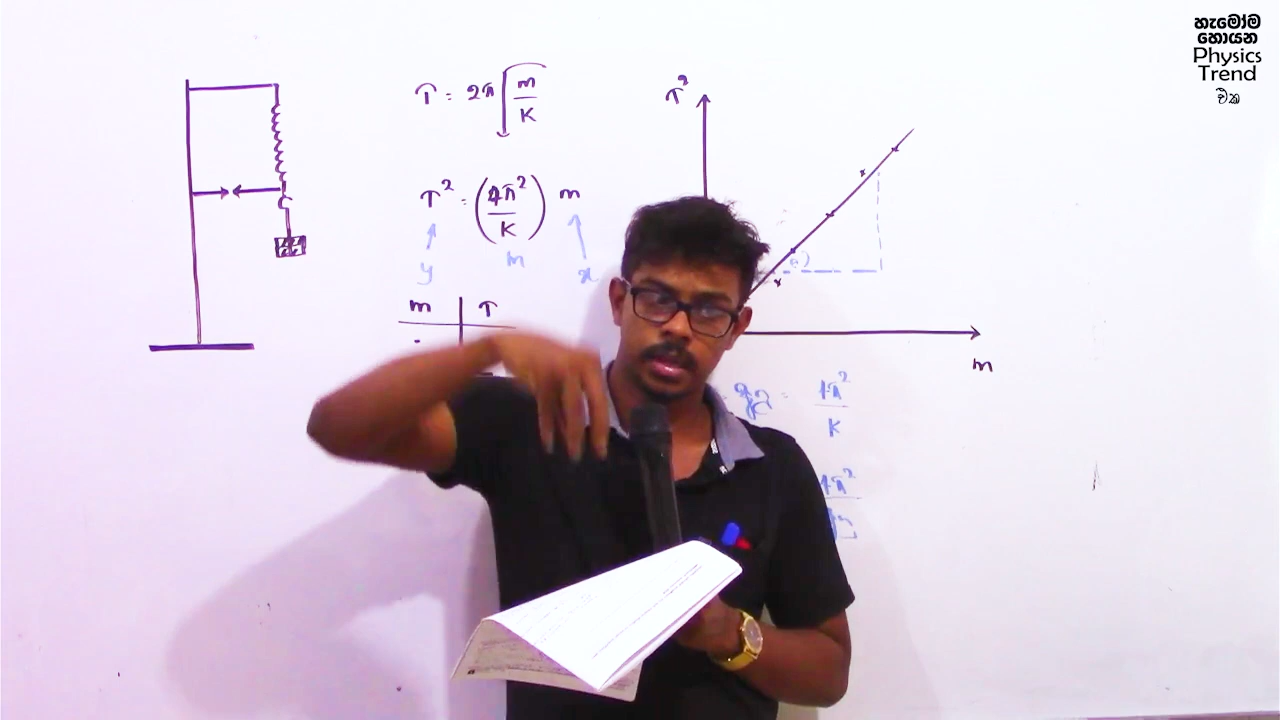 හැමෝම
හොයන
Physics
Trend
එක
T = 2π√(m/K)
T² = (4π²/K) m
y m x
m | T
T²
m
= 4π²/K
4π²